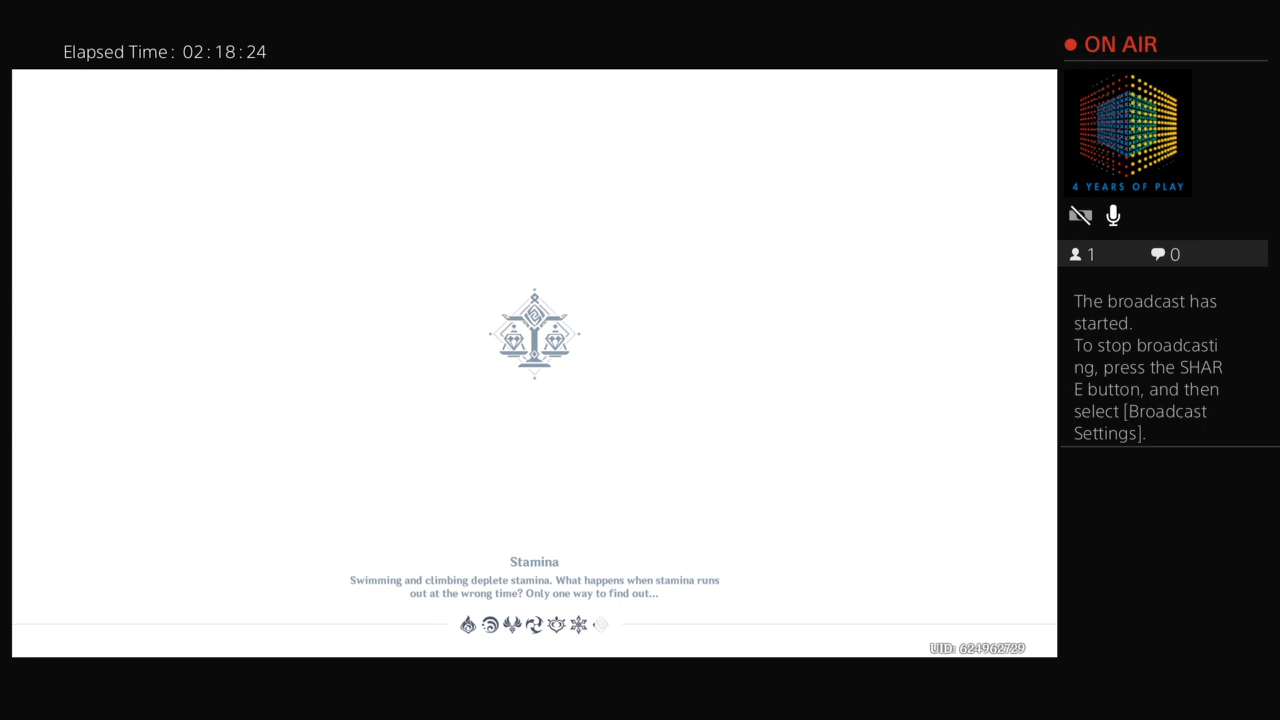 Elapsed Time: 02:18:24
ON AIR
4 YEARS OF PLAY
1
0
The broadcast has
started.
To stop broadcasti
ng, press the SHAR
E button, and then
select [Broadcast
Settings].
Stamina
Swimming and climbing deplete stamina. What happens when stamina runs
out at the wrong time? Only one way to find out...
UID: 624962729